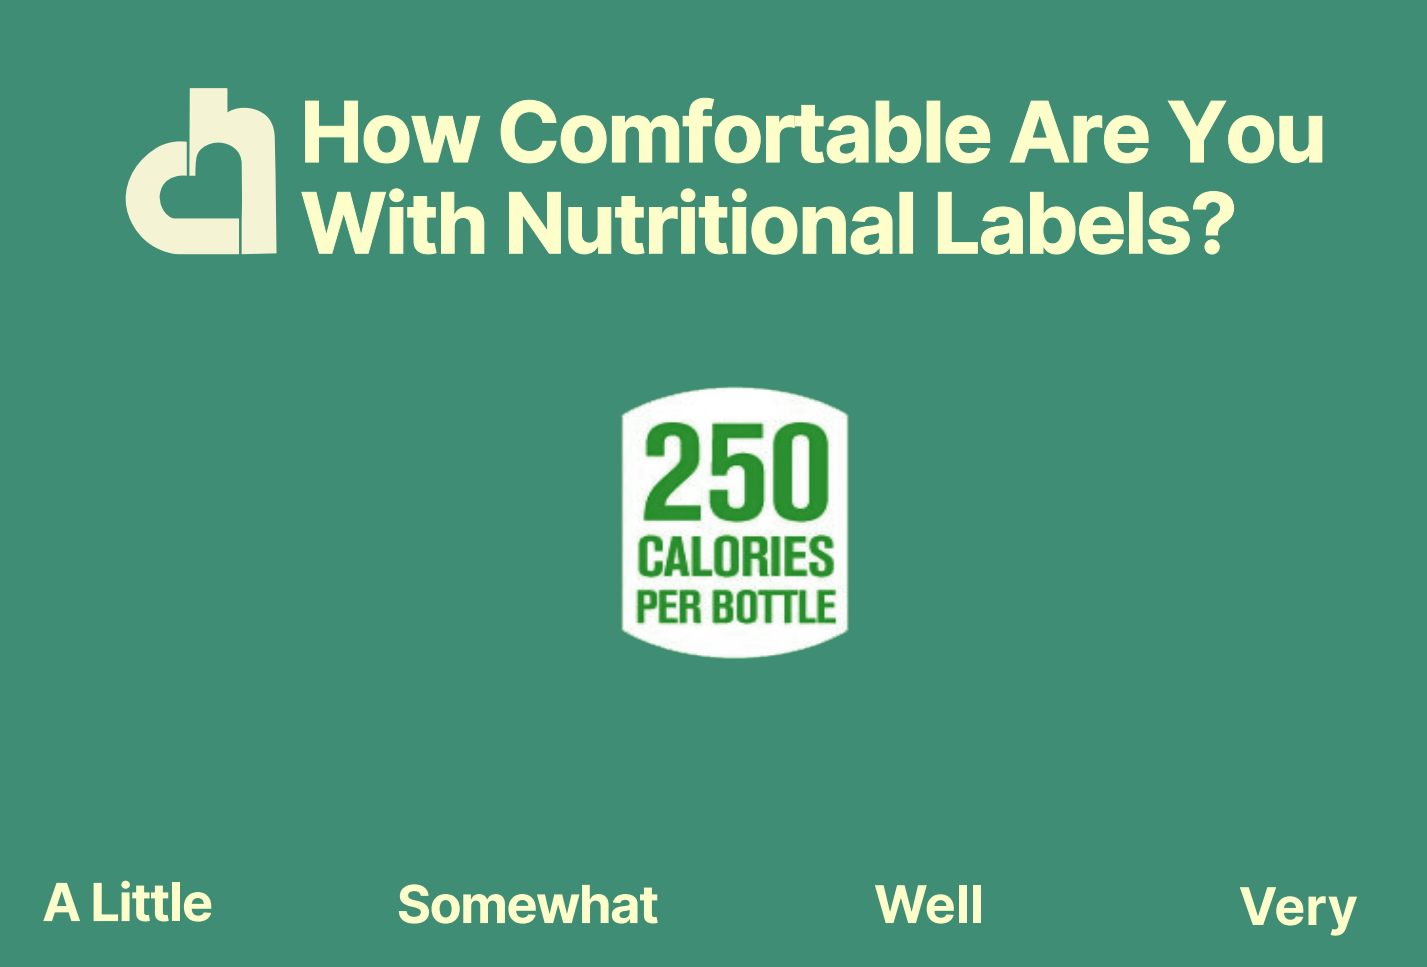 How Comfortable Are You
With Nutritional Labels?
250
CALORIES
PER BOTTLE
A Little
Somewhat
Well
Very